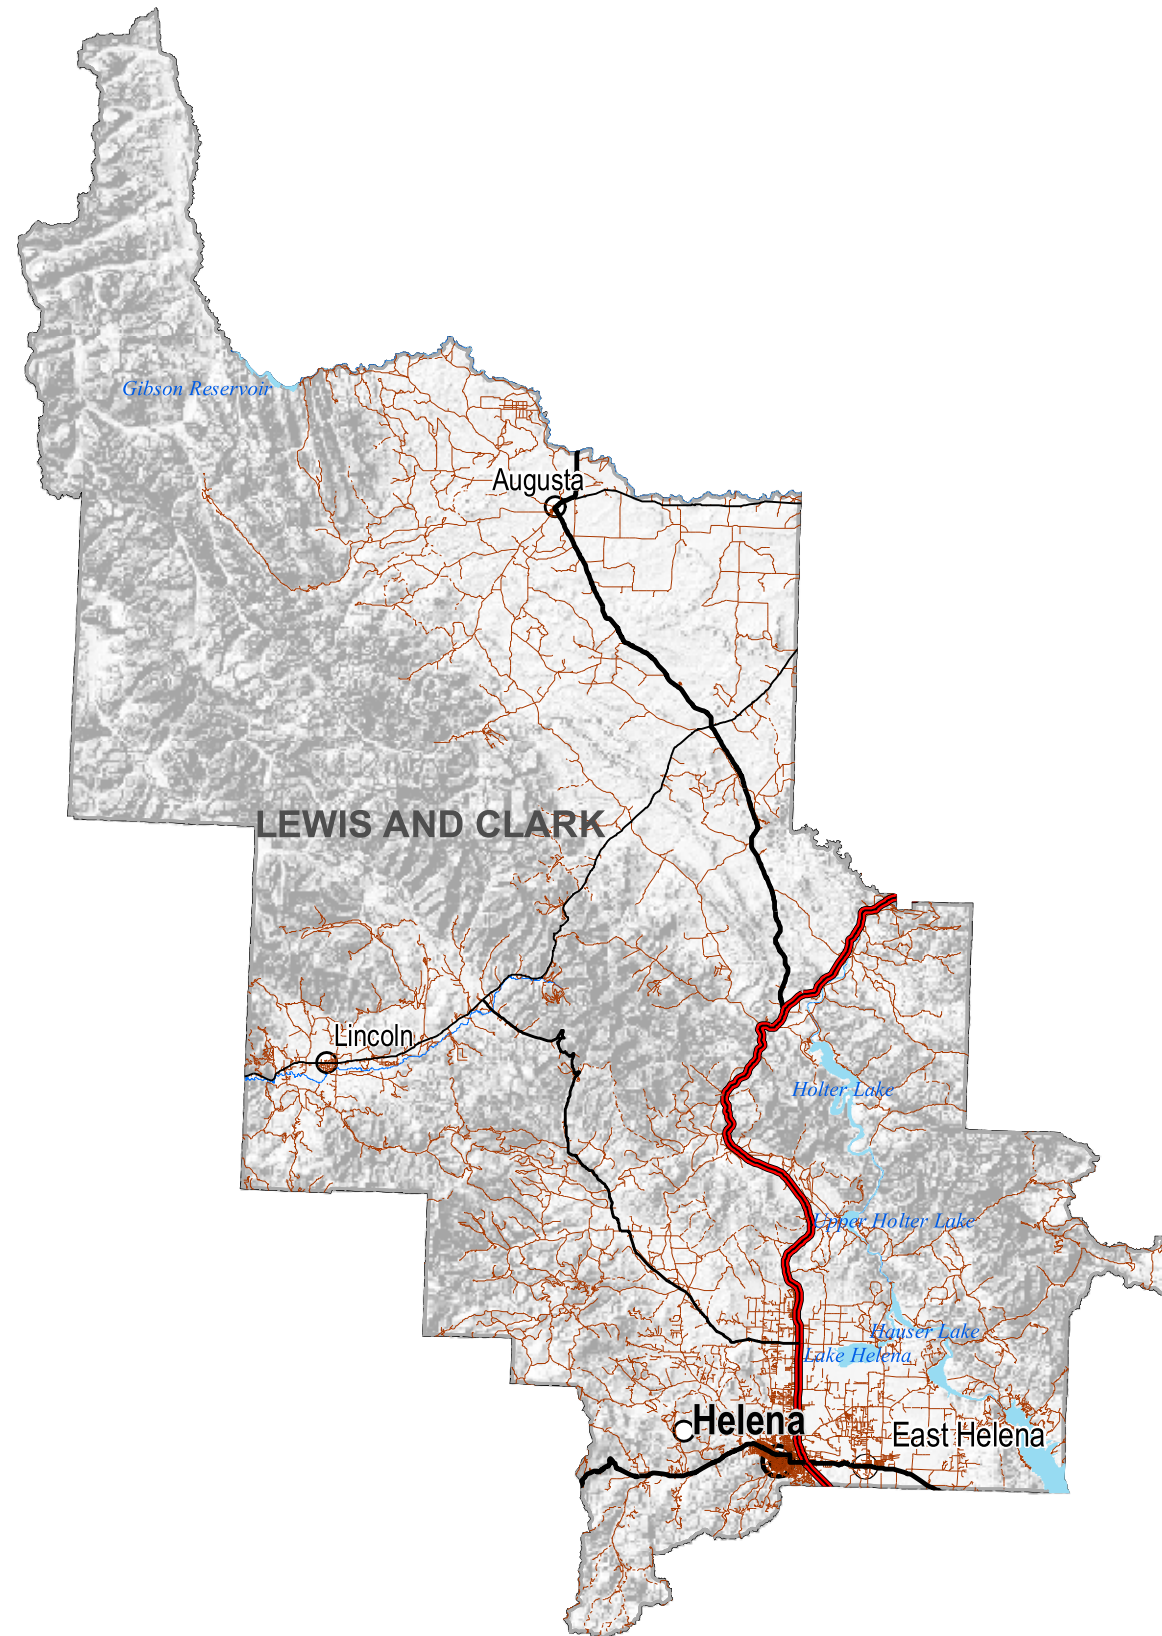 Gibson Reservoir
Augusta
LEWIS AND CLARK
Lincoln
Holter Lake
Upper Holter Lake
Hauser Lake
Lake Helena
Helena
East Helena